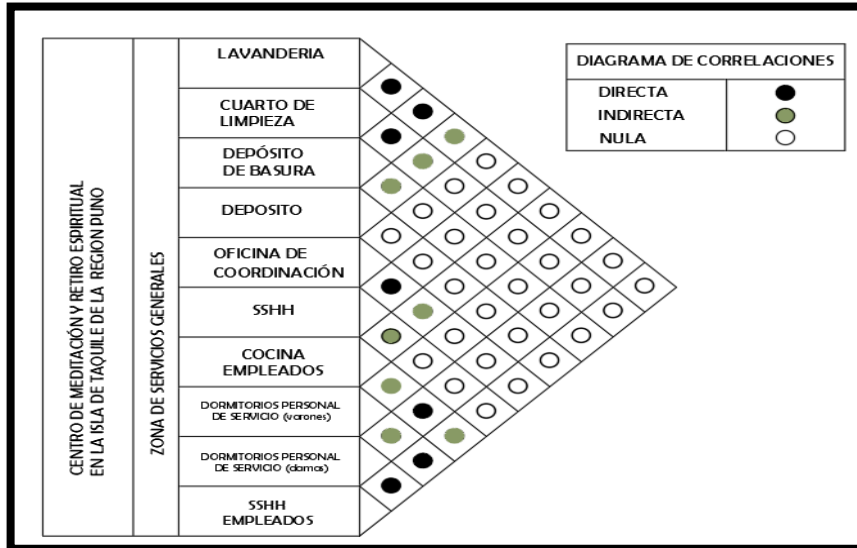 CENTRO DE MEDITACIÓN Y RETIRO ESPIRITUAL
EN LA ISLA DE TAQUILE DE LA REGION PUNO
ZONA DE SERVICIOS GENERALES
LAVANDERIA
CUARTO DE
LIMPIEZA
DEPÓSITO
DE BASURA
DEPOSITO
OFICINA DE
COORDINACIÓN
SSHH
COCINA
EMPLEADOS
DORMITORIOS PERSONAL
DE SERVICIO (varones)
DORMITORIOS PERSONAL
DE SERVICIO (damas)
SSHH
EMPLEADOS
DIAGRAMA DE CORRELACIONES
DIRECTA
INDIRECTA
NULA